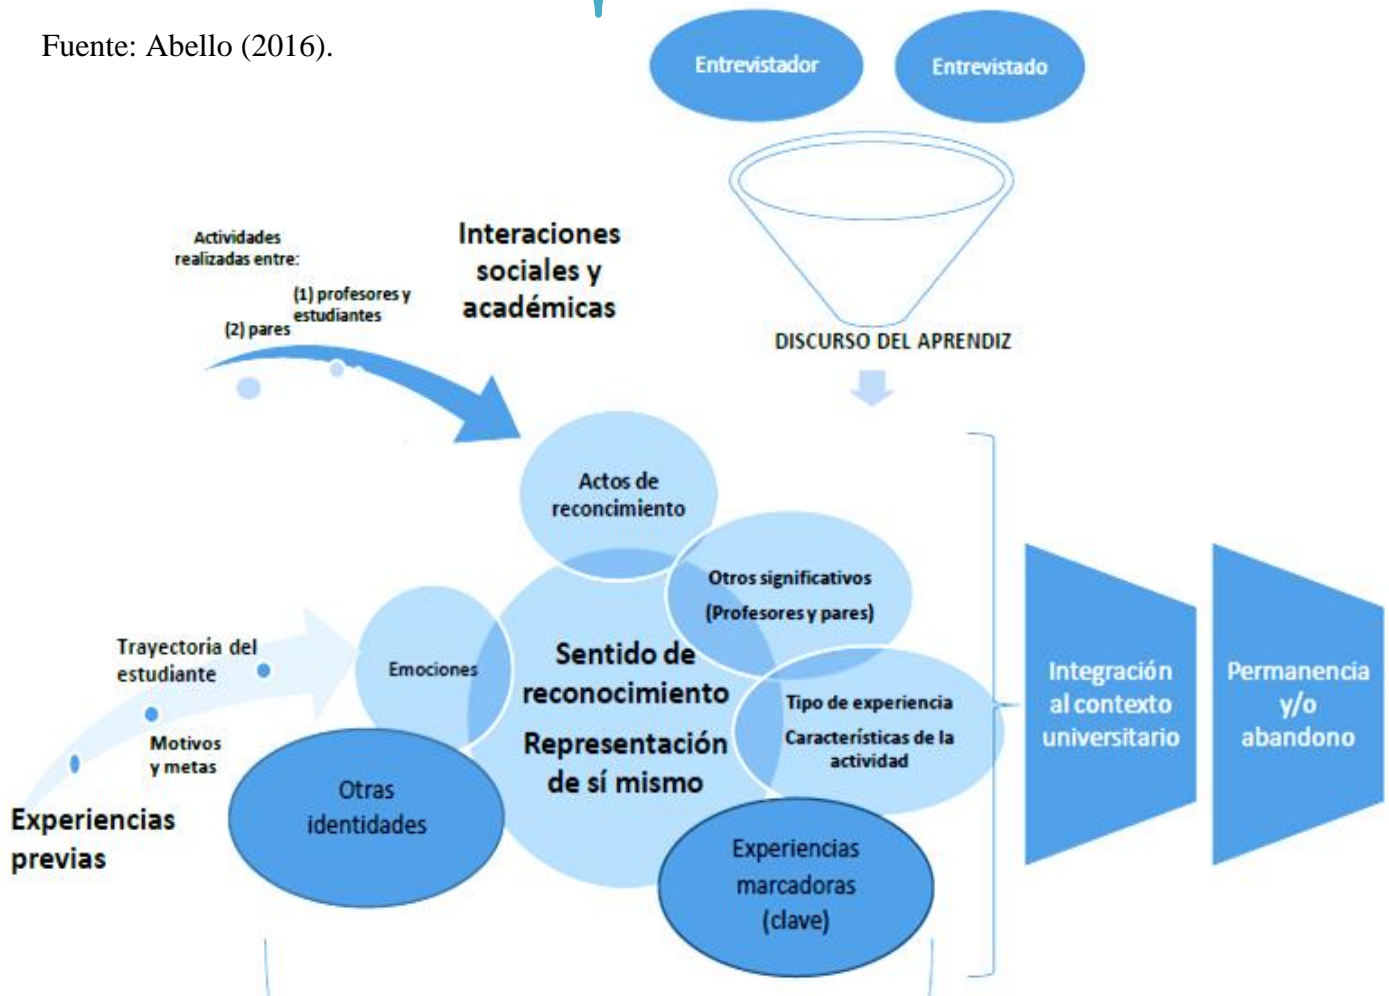 Fuente: Abello (2016).
Entrevistador
Entrevistado
Actividades
realizadas entre:
(1) profesores y
estudiantes
(2) pares
Interaciones
sociales y
académicas
DISCURSO DEL APRENDIZ
Actos de
reconcimiento
Otros significativos
(Profesores y pares)
Trayectoria del
estudiante
Emociones
Sentido de
reconocimiento
Representación
de sí mismo
Tipo de experiencia
Características de la
actividad
Integración
al contexto
universitario
Permanencia
y/o
abandono
Motivos
y metas
Otras
identidades
Experiencias
previas
Experiencias
marcadoras
(clave)